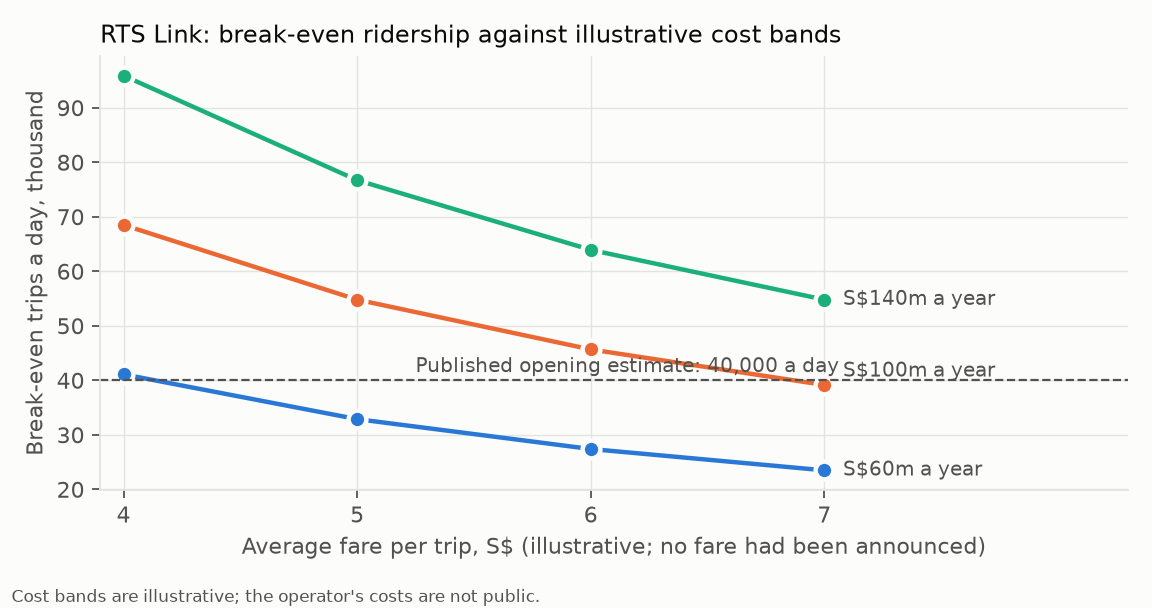 RTS Link: break-even ridership against illustrative cost bands
Break-even trips a day, thousand
90
80
70
60
50
40
30
20
S$140m a year
Published opening estimate: 40,000 a day
S$100m a year
S$60m a year
4
5
6
7
Average fare per trip, S$ (illustrative; no fare had been announced)
Cost bands are illustrative; the operator's costs are not public.